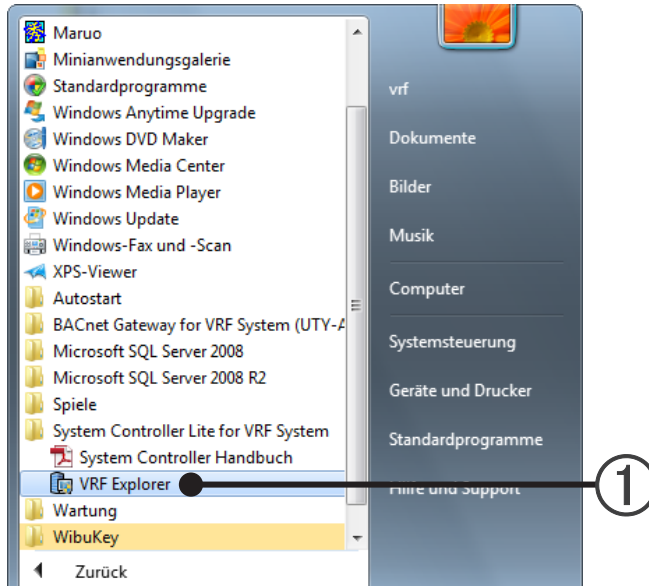 Maruo
Minianwendungsgalerie
Standardprogramme
Windows Anytime Upgrade
Windows DVD Maker
Windows Media Center
Windows Media Player
Windows Update
Windows-Fax und -Scan
XPS-Viewer
Autostart
BACnet Gateway for VRF System (UTY-A
Microsoft SQL Server 2008
Microsoft SQL Server 2008 R2
Spiele
System Controller Lite for VRF System
System Controller Handbuch
VRF Explorer
Wartung
WibuKey
Zurück
vrf
Dokumente
Bilder
Musik
Computer
Systemsteuerung
Geräte und Drucker
Standardprogramme
Hilfe und Support
1